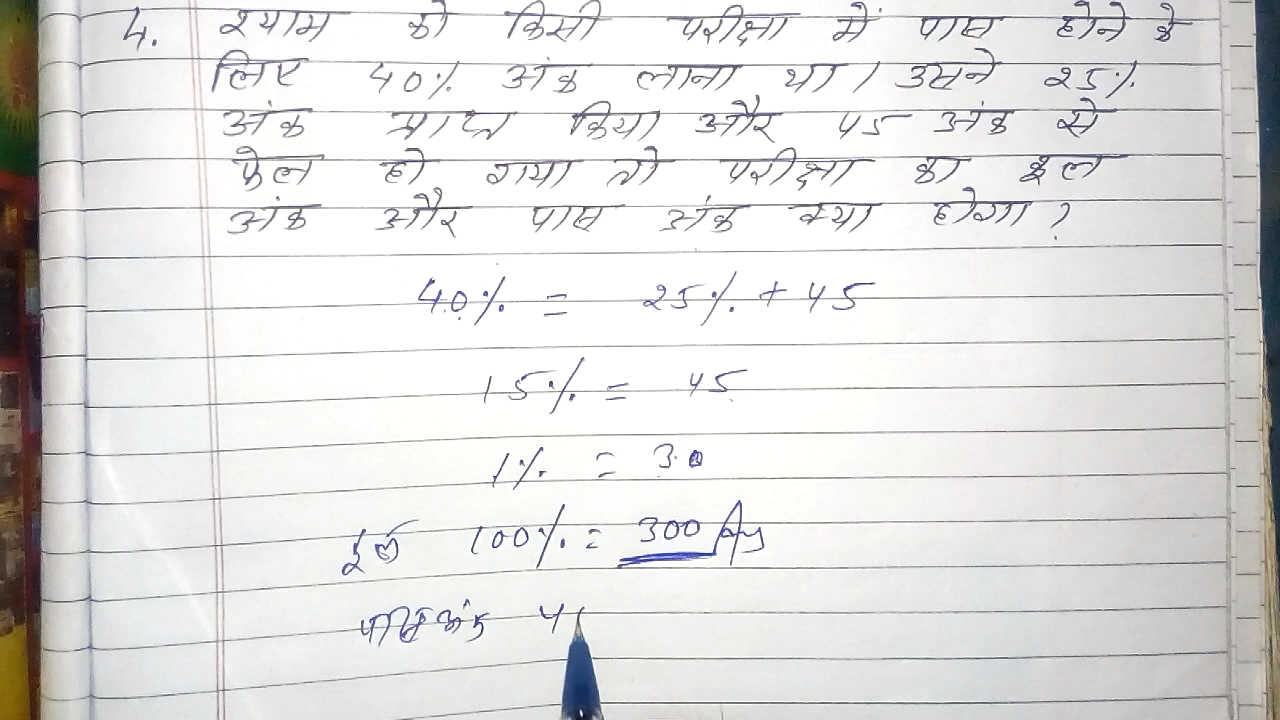 4. श्याम को किसी परीक्षा में पास होने के
लिए 40% अंक लाना था। उसने 25%
अंक प्राप्त किया और 45 अंक से
फेल हो गया तो परीक्षा का कुल
अंक और पास अंक क्या होगा?
40% = 25% + 45
15% = 45
1% = 3
कुल 100% = 300 Ans
पास अंक 4